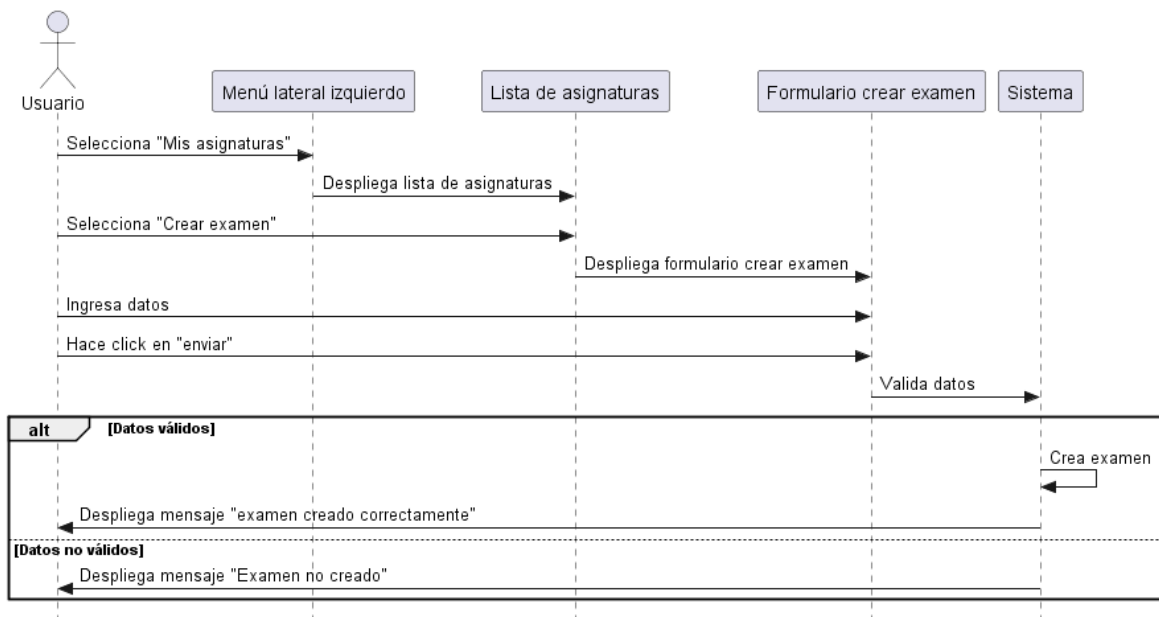 Usuario
Menú lateral izquierdo
Lista de asignaturas
Formulario crear examen
Sistema
Selecciona "Mis asignaturas"
Despliega lista de asignaturas
Selecciona "Crear examen"
Despliega formulario crear examen
Ingresa datos
Hace click en "enviar"
Valida datos
alt
[Datos válidos]
Crea examen
Despliega mensaje "examen creado correctamente"
[Datos no válidos]
Despliega mensaje "Examen no creado"